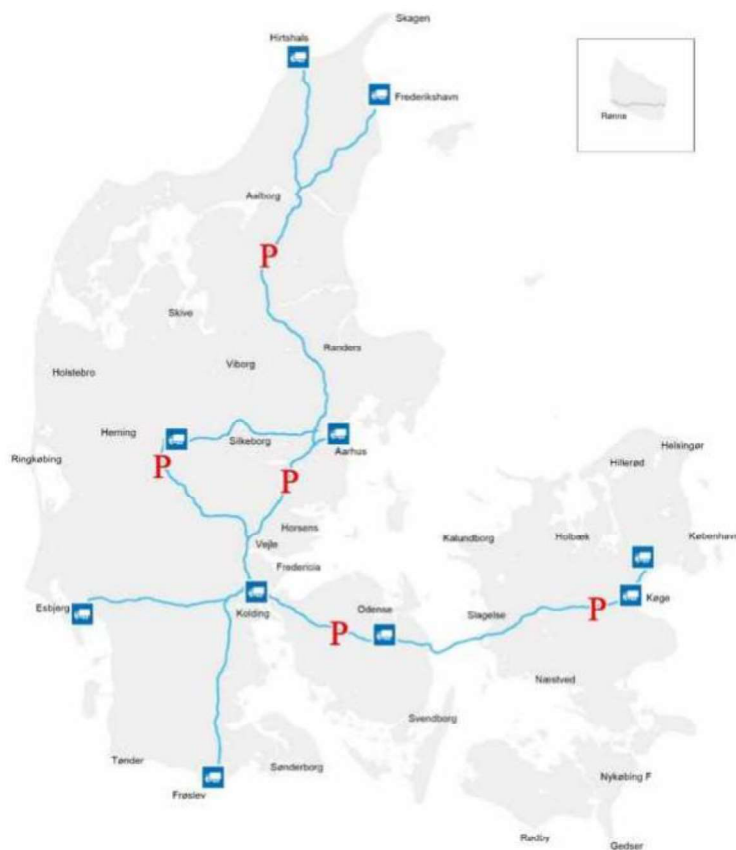 Skagen
Hirtshals
Frederikshavn
Rønne
Aalborg
P
Skive
Randers
Viborg
Holstebro
Herning
Silkeborg
Aarhus
Helsingør
Ringkøbing
P
P
Hillerød
Horsens
Kalundborg
Holbæk
København
Vejle
Fredericia
Esbjerg
Kolding
Odense
Slagelse
P
Køge
P
Næstved
Svendborg
Tønder
Sønderborg
Nykøbing F
Frøslev
Rødby
Gedser